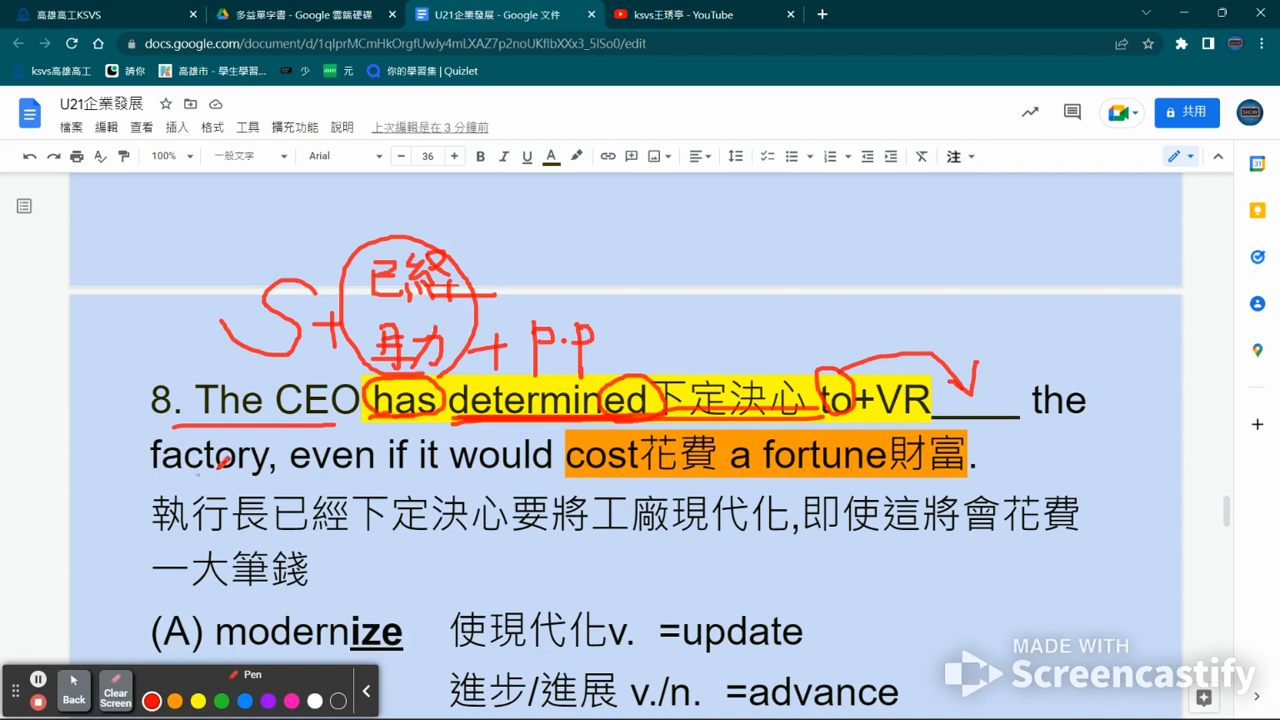 高雄高工KSVS
多益單字書 - Google 雲端硬碟
U21企業發展 - Google 文件
ksvs王琇亭 - YouTube
docs.google.com/document/d/1qIprMCmHkOrgfUwJy4mLXAZ7p2noUKflbXXx3_5lSo0/edit
ksvs高雄高工
請你
高雄市 - 學生學習...
少
元
你的學習集 | Quizlet
U21企業發展
檔案 編輯 查看 插入 格式 工具 擴充功能 說明 上次編輯是在 3 分鐘前
共用
100% 一般文字 Arial 36 B I U A 注
S+ 已經
助 + p.p
8. The CEO has determined下定決心 to+VR____ the
factory, even if it would cost花費 a fortune財富.
執行長已經下定決心要將工廠現代化,即使這將會花費
一大筆錢
(A) modernize 使現代化v. =update
進步/進展 v./n. =advance
MADE WITH
Screencastify
Pen
Back
Clear
Screen